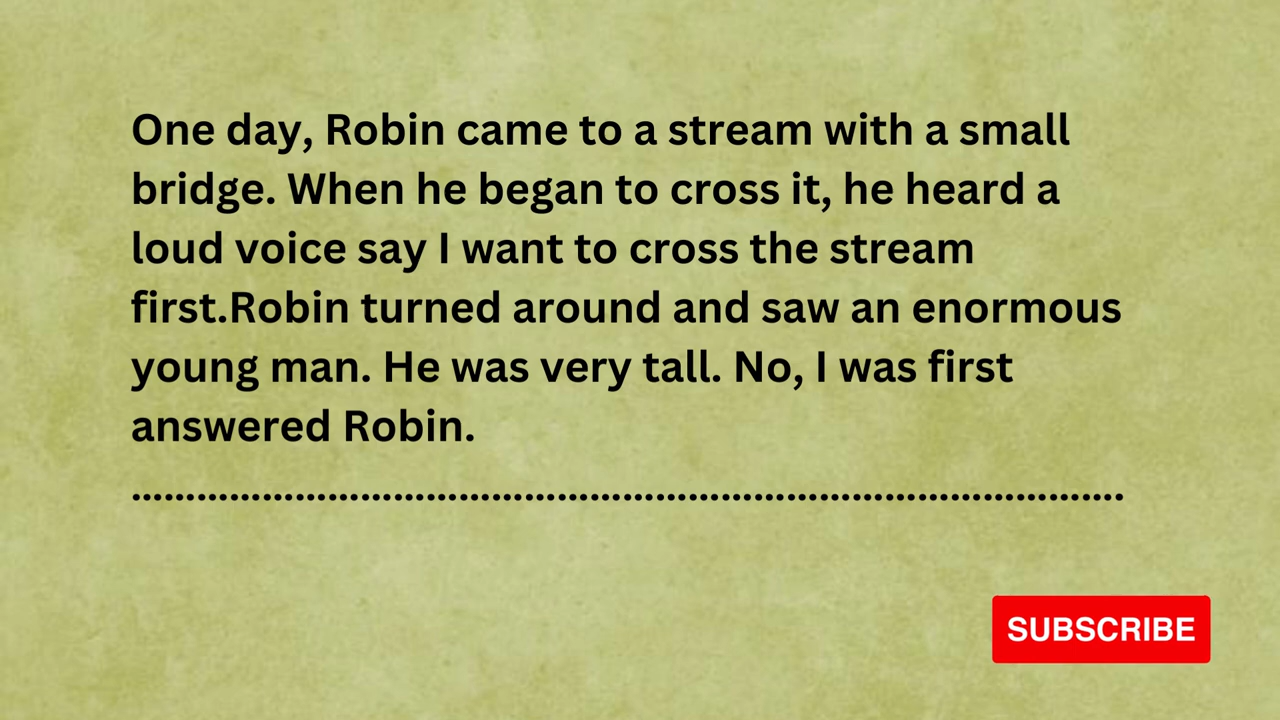 One day, Robin came to a stream with a small
bridge. When he began to cross it, he heard a
loud voice say I want to cross the stream
first.Robin turned around and saw an enormous
young man. He was very tall. No, I was first
answered Robin.
...........................................................................................
SUBSCRIBE